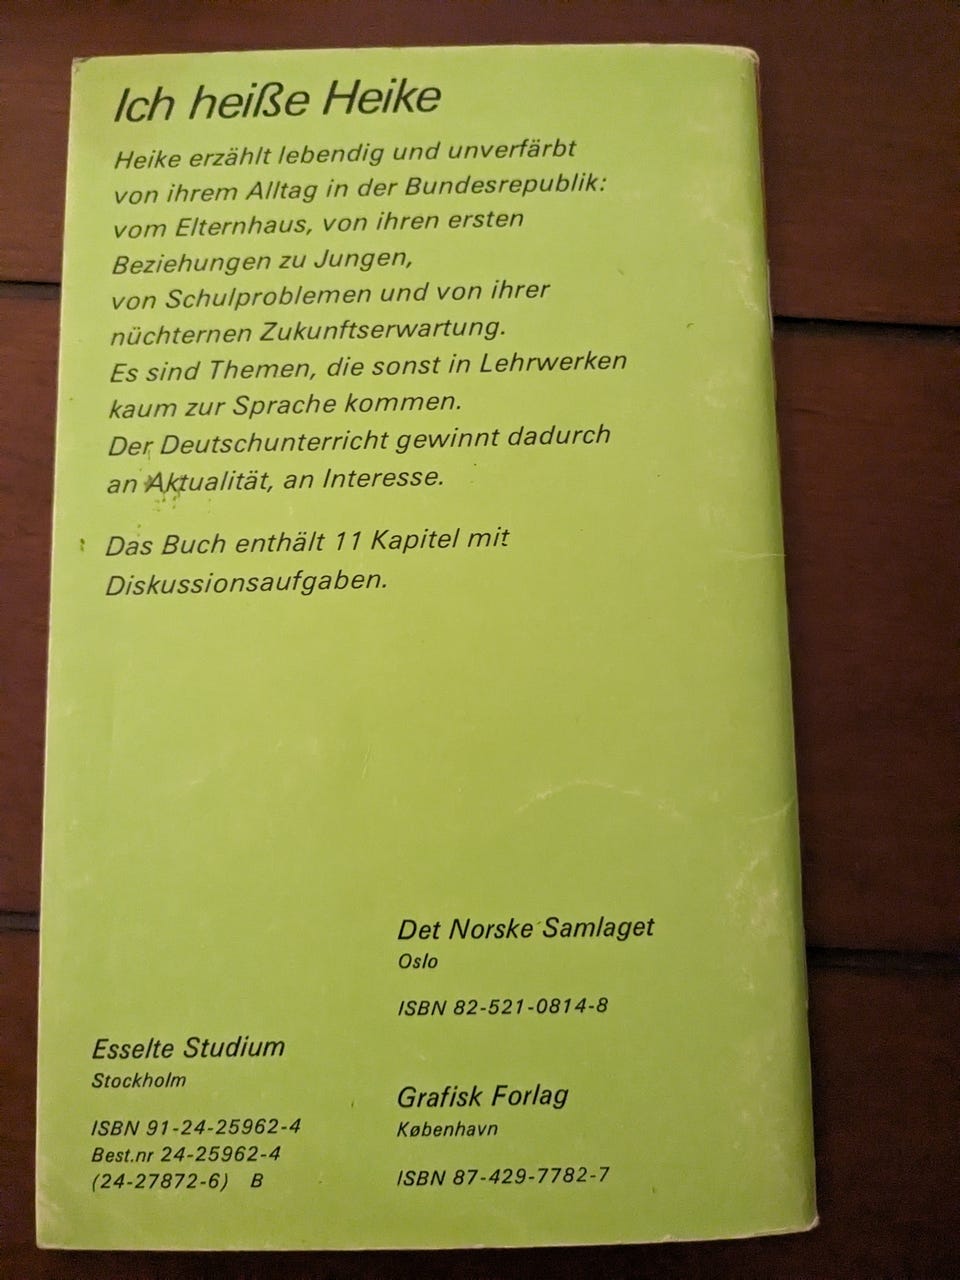 Ich heiße Heike
Heike erzählt lebendig und unverfärbt
von ihrem Alltag in der Bundesrepublik:
vom Elternhaus, von ihren ersten
Beziehungen zu Jungen,
von Schulproblemen und von ihrer
nüchternen Zukunftserwartung.
Es sind Themen, die sonst in Lehrwerken
kaum zur Sprache kommen.
Der Deutschunterricht gewinnt dadurch
an Aktualität, an Interesse.
Das Buch enthält 11 Kapitel mit
Diskussionsaufgaben.
Det Norske Samlaget
Oslo
ISBN 82-521-0814-8
Esselte Studium
Stockholm
ISBN 91-24-25962-4
Best.nr 24-25962-4
(24-27872-6) B
Grafisk Forlag
København
ISBN 87-429-7782-7